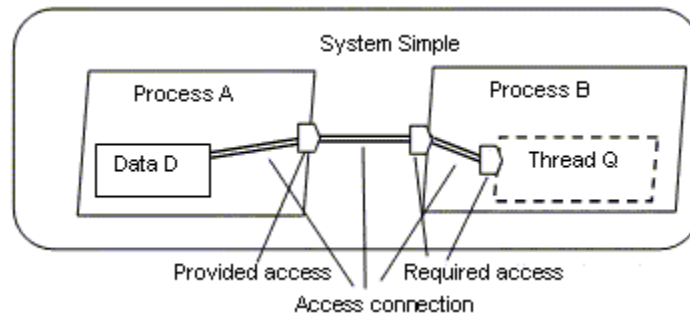 System Simple
Process A
Process B
Data D
Thread Q
Provided access
Required access
Access connection